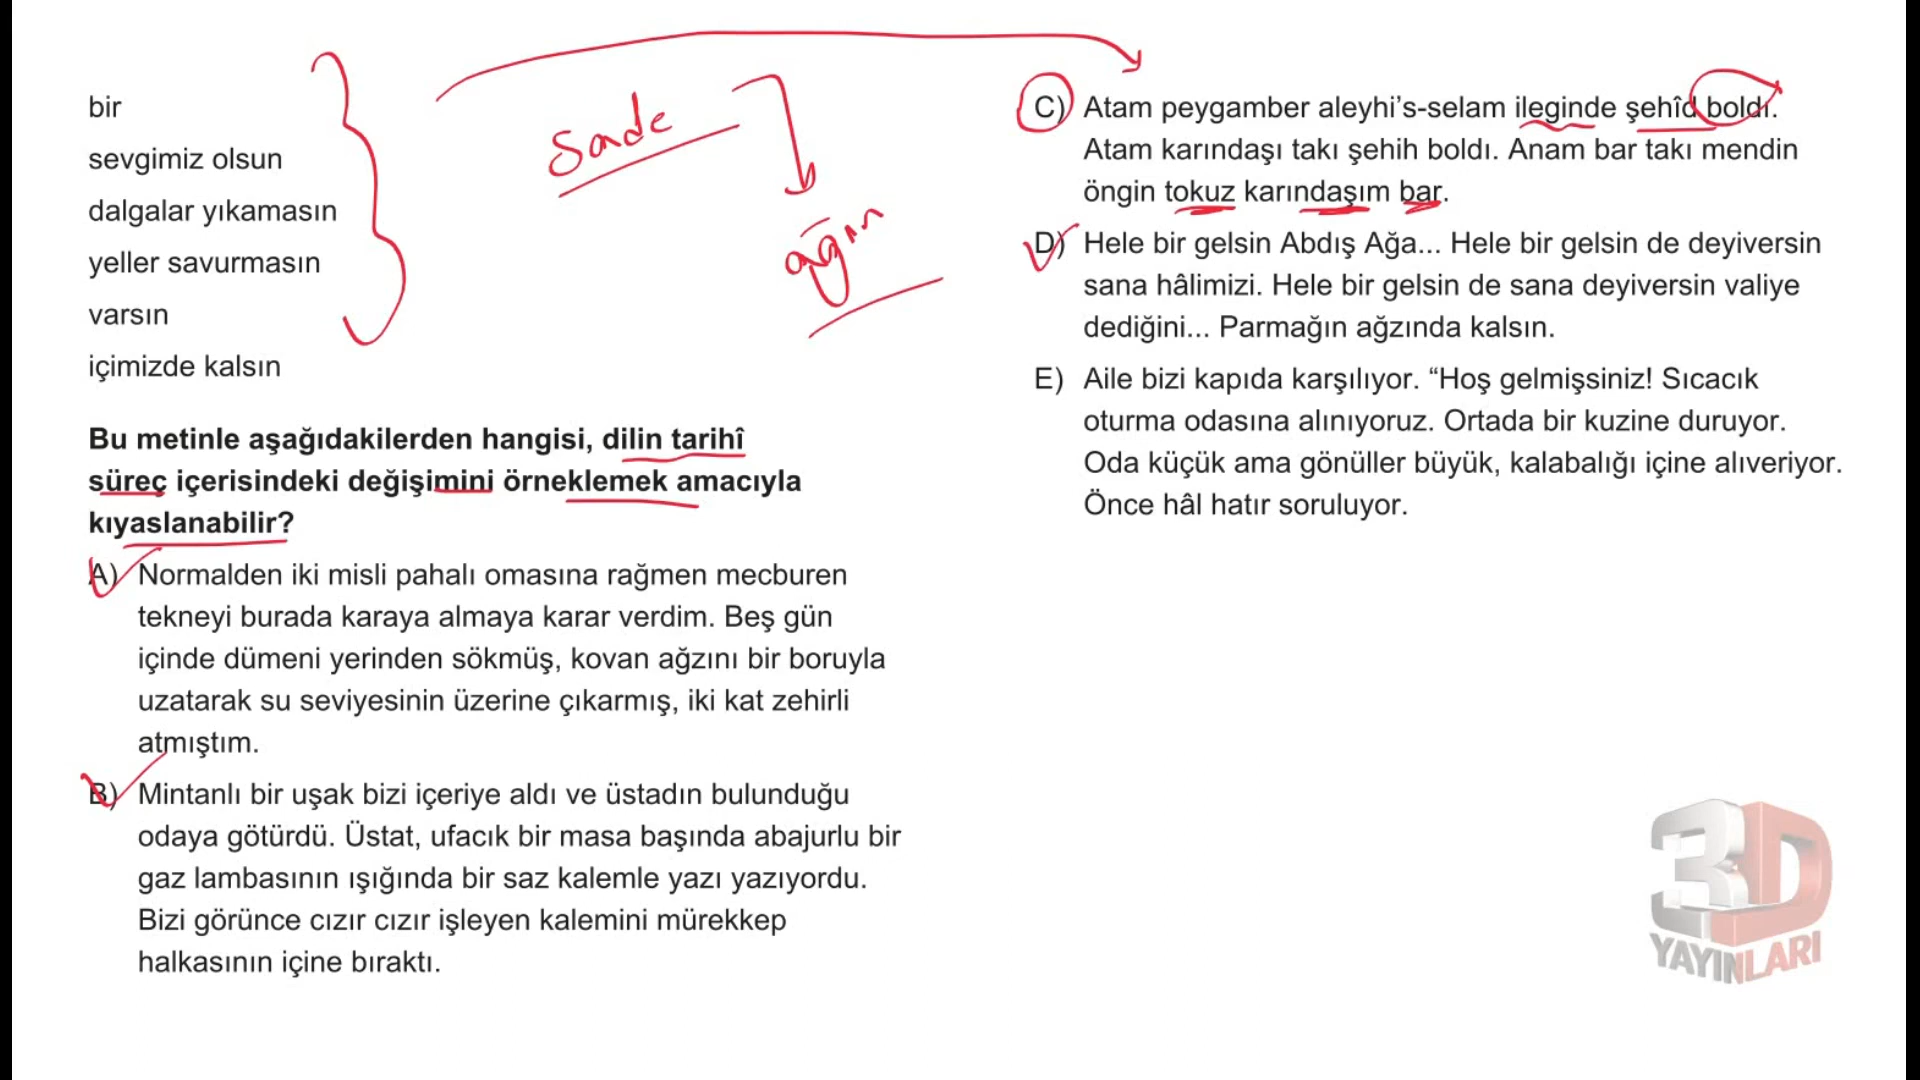 bir
sevgimiz olsun
dalgalar yıkamasın
yeller savurmasın
varsın
içimizde kalsın
Sade
ağır
Bu metinle aşağıdakilerden hangisi, dilin tarihî
süreç içerisindeki değişimini örneklemek amacıyla
kıyaslanabilir?
A) Normalden iki misli pahalı omasına rağmen mecburen
tekneyi burada karaya almaya karar verdim. Beş gün
içinde dümeni yerinden sökmüş, kovan ağzını bir boruyla
uzatarak su seviyesinin üzerine çıkarmış, iki kat zehirli
atmıştım.
B) Mintanlı bir uşak bizi içeriye aldı ve üstadın bulunduğu
odaya götürdü. Üstat, ufacık bir masa başında abajurlu bir
gaz lambasının ışığında bir saz kalemle yazı yazıyordu.
Bizi görünce cızır cızır işleyen kalemini mürekkep
halkasının içine bıraktı.
C) Atam peygamber aleyhi’s-selam ileginde şehîd boldı.
Atam karındaşı takı şehih boldı. Anam bar takı mendin
öngin tokuz karındaşım bar.
D) Hele bir gelsin Abdış Ağa... Hele bir gelsin de deyiversin
sana hâlimizi. Hele bir gelsin de sana deyiversin valiye
dediğini... Parmağın ağzında kalsın.
E) Aile bizi kapıda karşılıyor. “Hoş gelmişsiniz! Sıcacık
oturma odasına alınıyoruz. Ortada bir kuzine duruyor.
Oda küçük ama gönüller büyük, kalabalığı içine alıveriyor.
Önce hâl hatır soruluyor.
3D
YAYINLARI